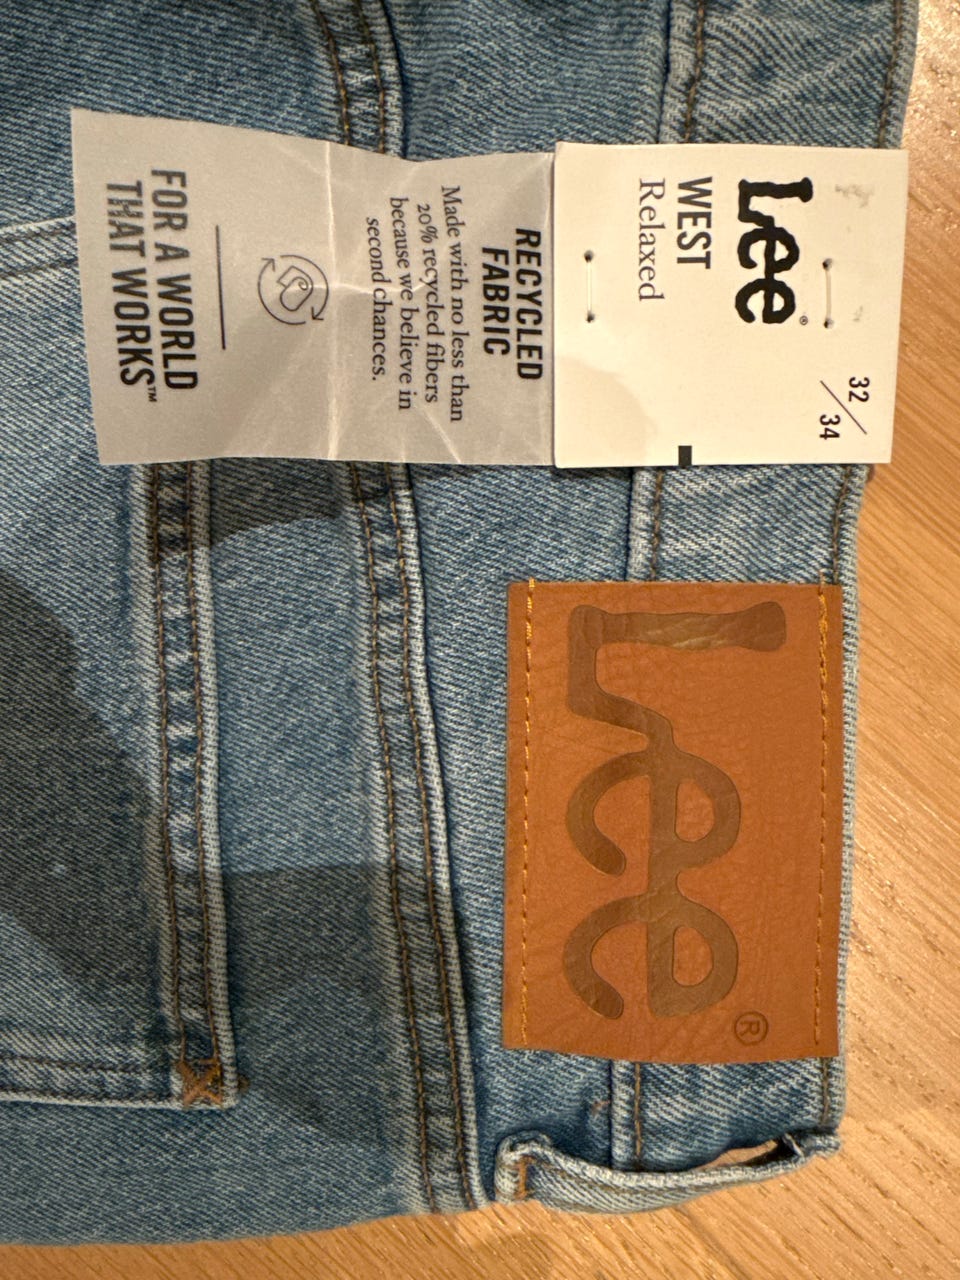 Lee®
32/34
WEST
Relaxed
RECYCLED
FABRIC
Made with no less than
20% recycled fibers
because we believe in
second chances.
FOR A WORLD
THAT WORKS™
Lee®